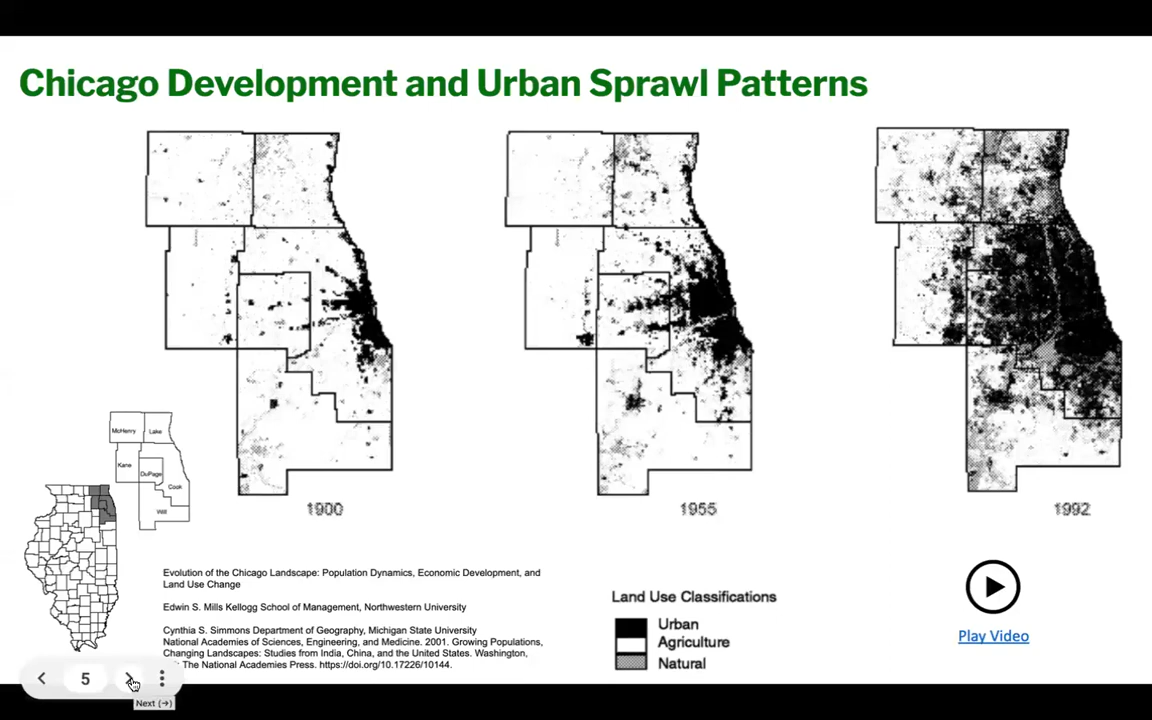 Chicago Development and Urban Sprawl Patterns
1900
1955
1992
McHenry
Lake
Kane
DuPage
Cook
Will
Evolution of the Chicago Landscape: Population Dynamics, Economic Development, and
Land Use Change
Edwin S. Mills Kellogg School of Management, Northwestern University
Cynthia S. Simmons Department of Geography, Michigan State University
National Academies of Sciences, Engineering, and Medicine. 2001. Growing Populations,
Changing Landscapes: Studies from India, China, and the United States. Washington,
The National Academies Press. https://doi.org/10.17226/10144.
Land Use Classifications
Urban
Agriculture
Natural
Play Video
5
Next (→)